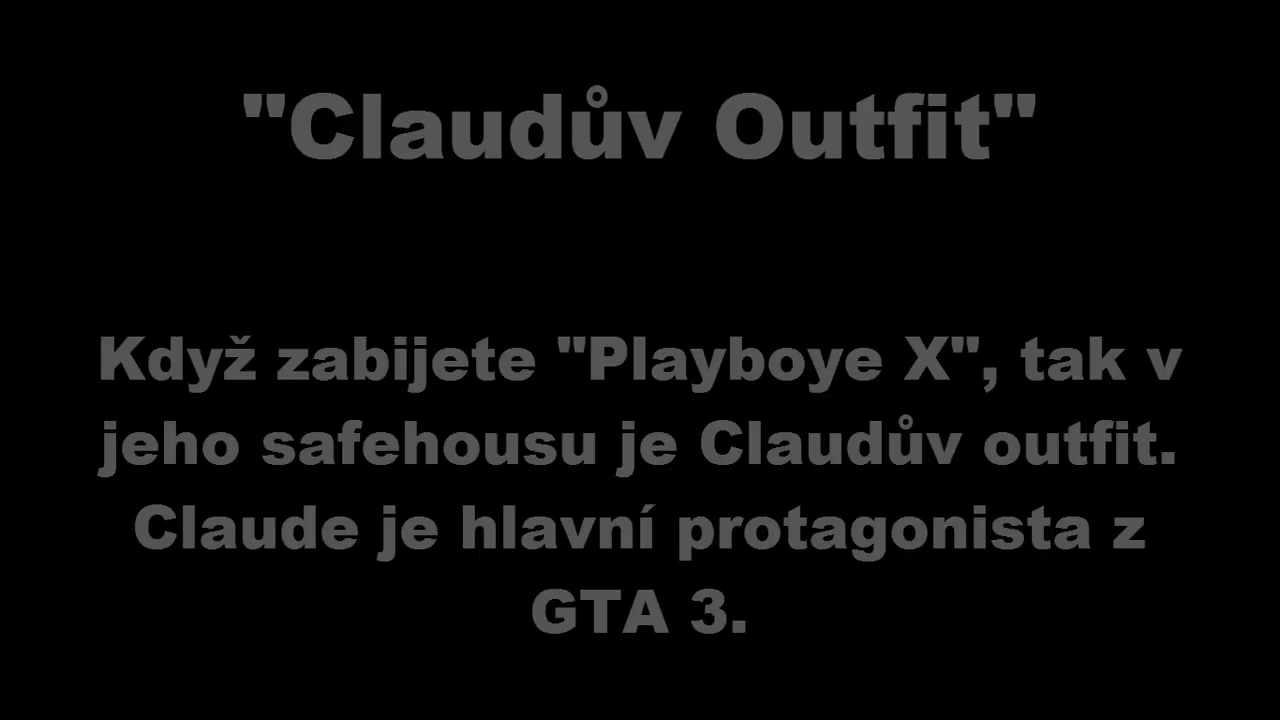 "Claudův Outfit"
Když zabijete "Playboye X", tak v
jeho safehousu je Claudův outfit.
Claude je hlavní protagonista z
GTA 3.